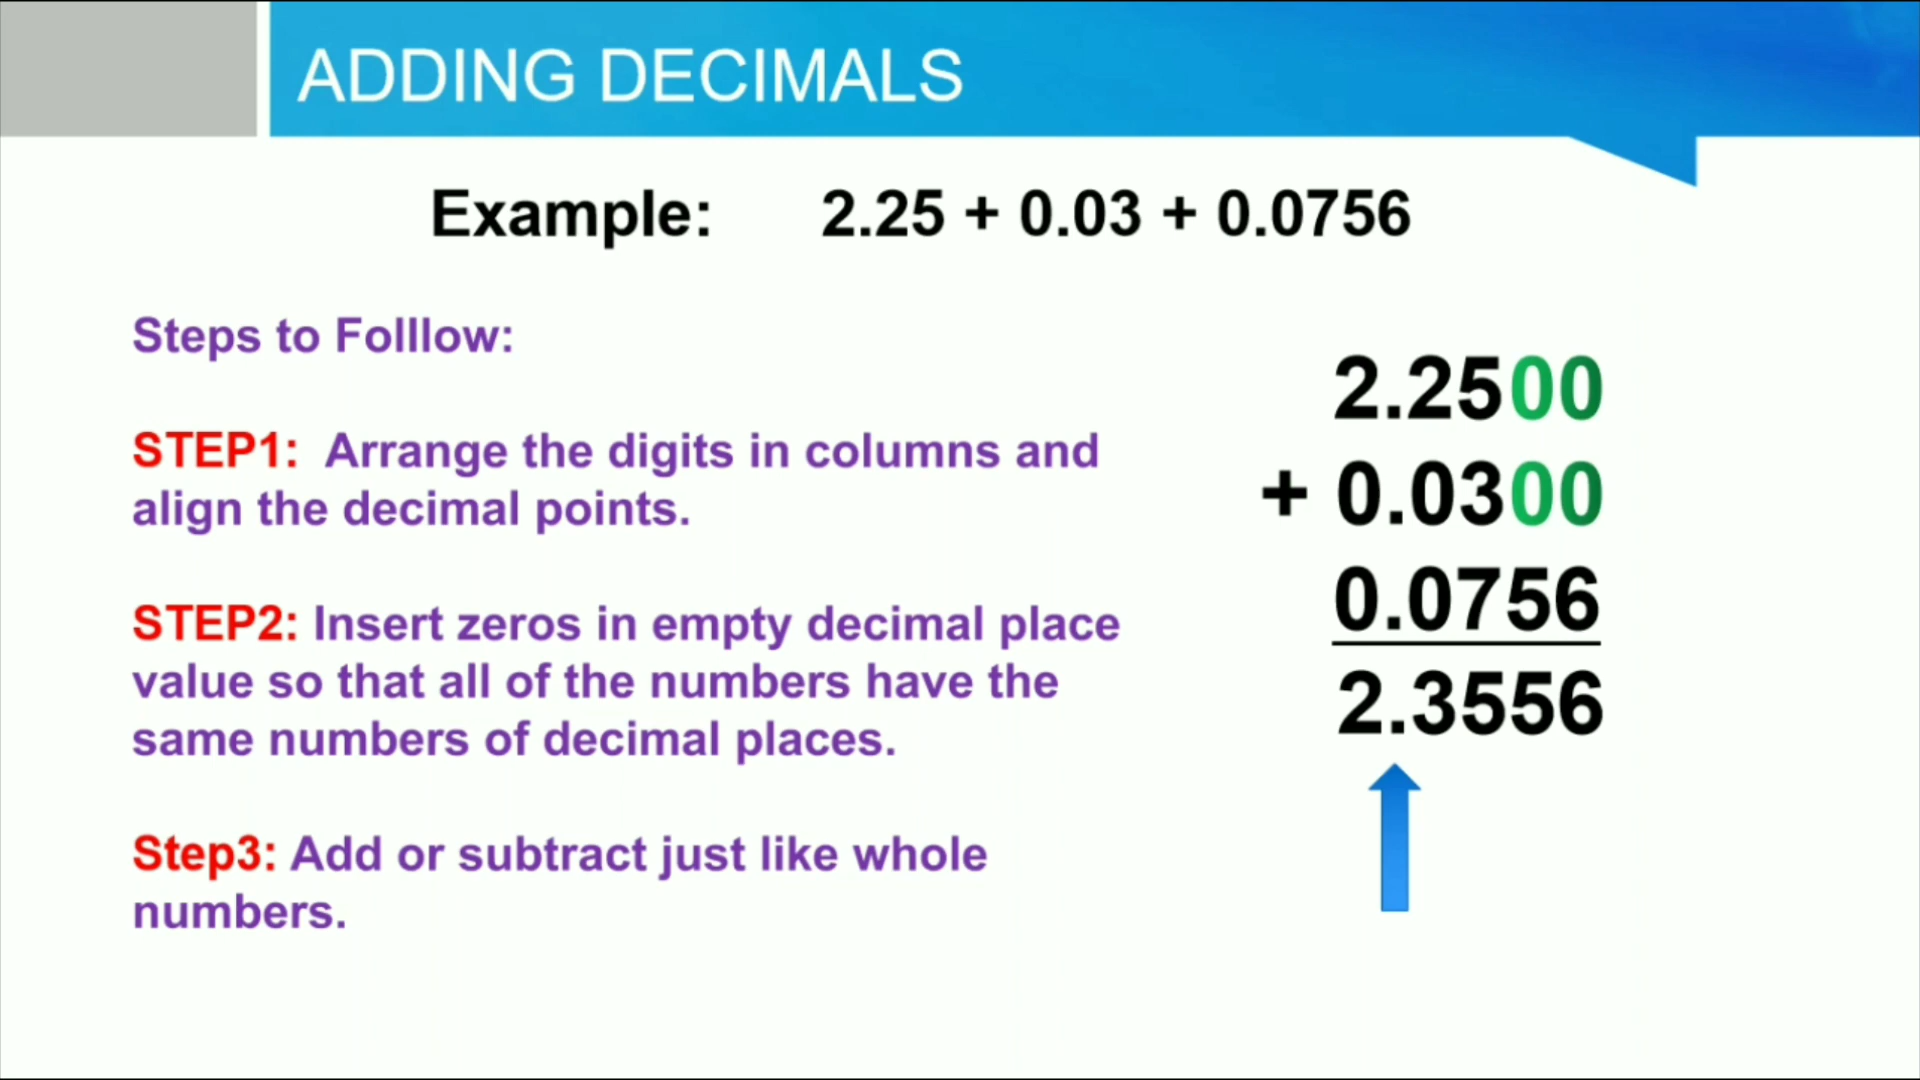 ADDING DECIMALS
Example: 2.25 + 0.03 + 0.0756
Steps to Folllow:
STEP1: Arrange the digits in columns and
align the decimal points.
STEP2: Insert zeros in empty decimal place
value so that all of the numbers have the
same numbers of decimal places.
Step3: Add or subtract just like whole
numbers.
2.2500
+ 0.0300
0.0756
2.3556